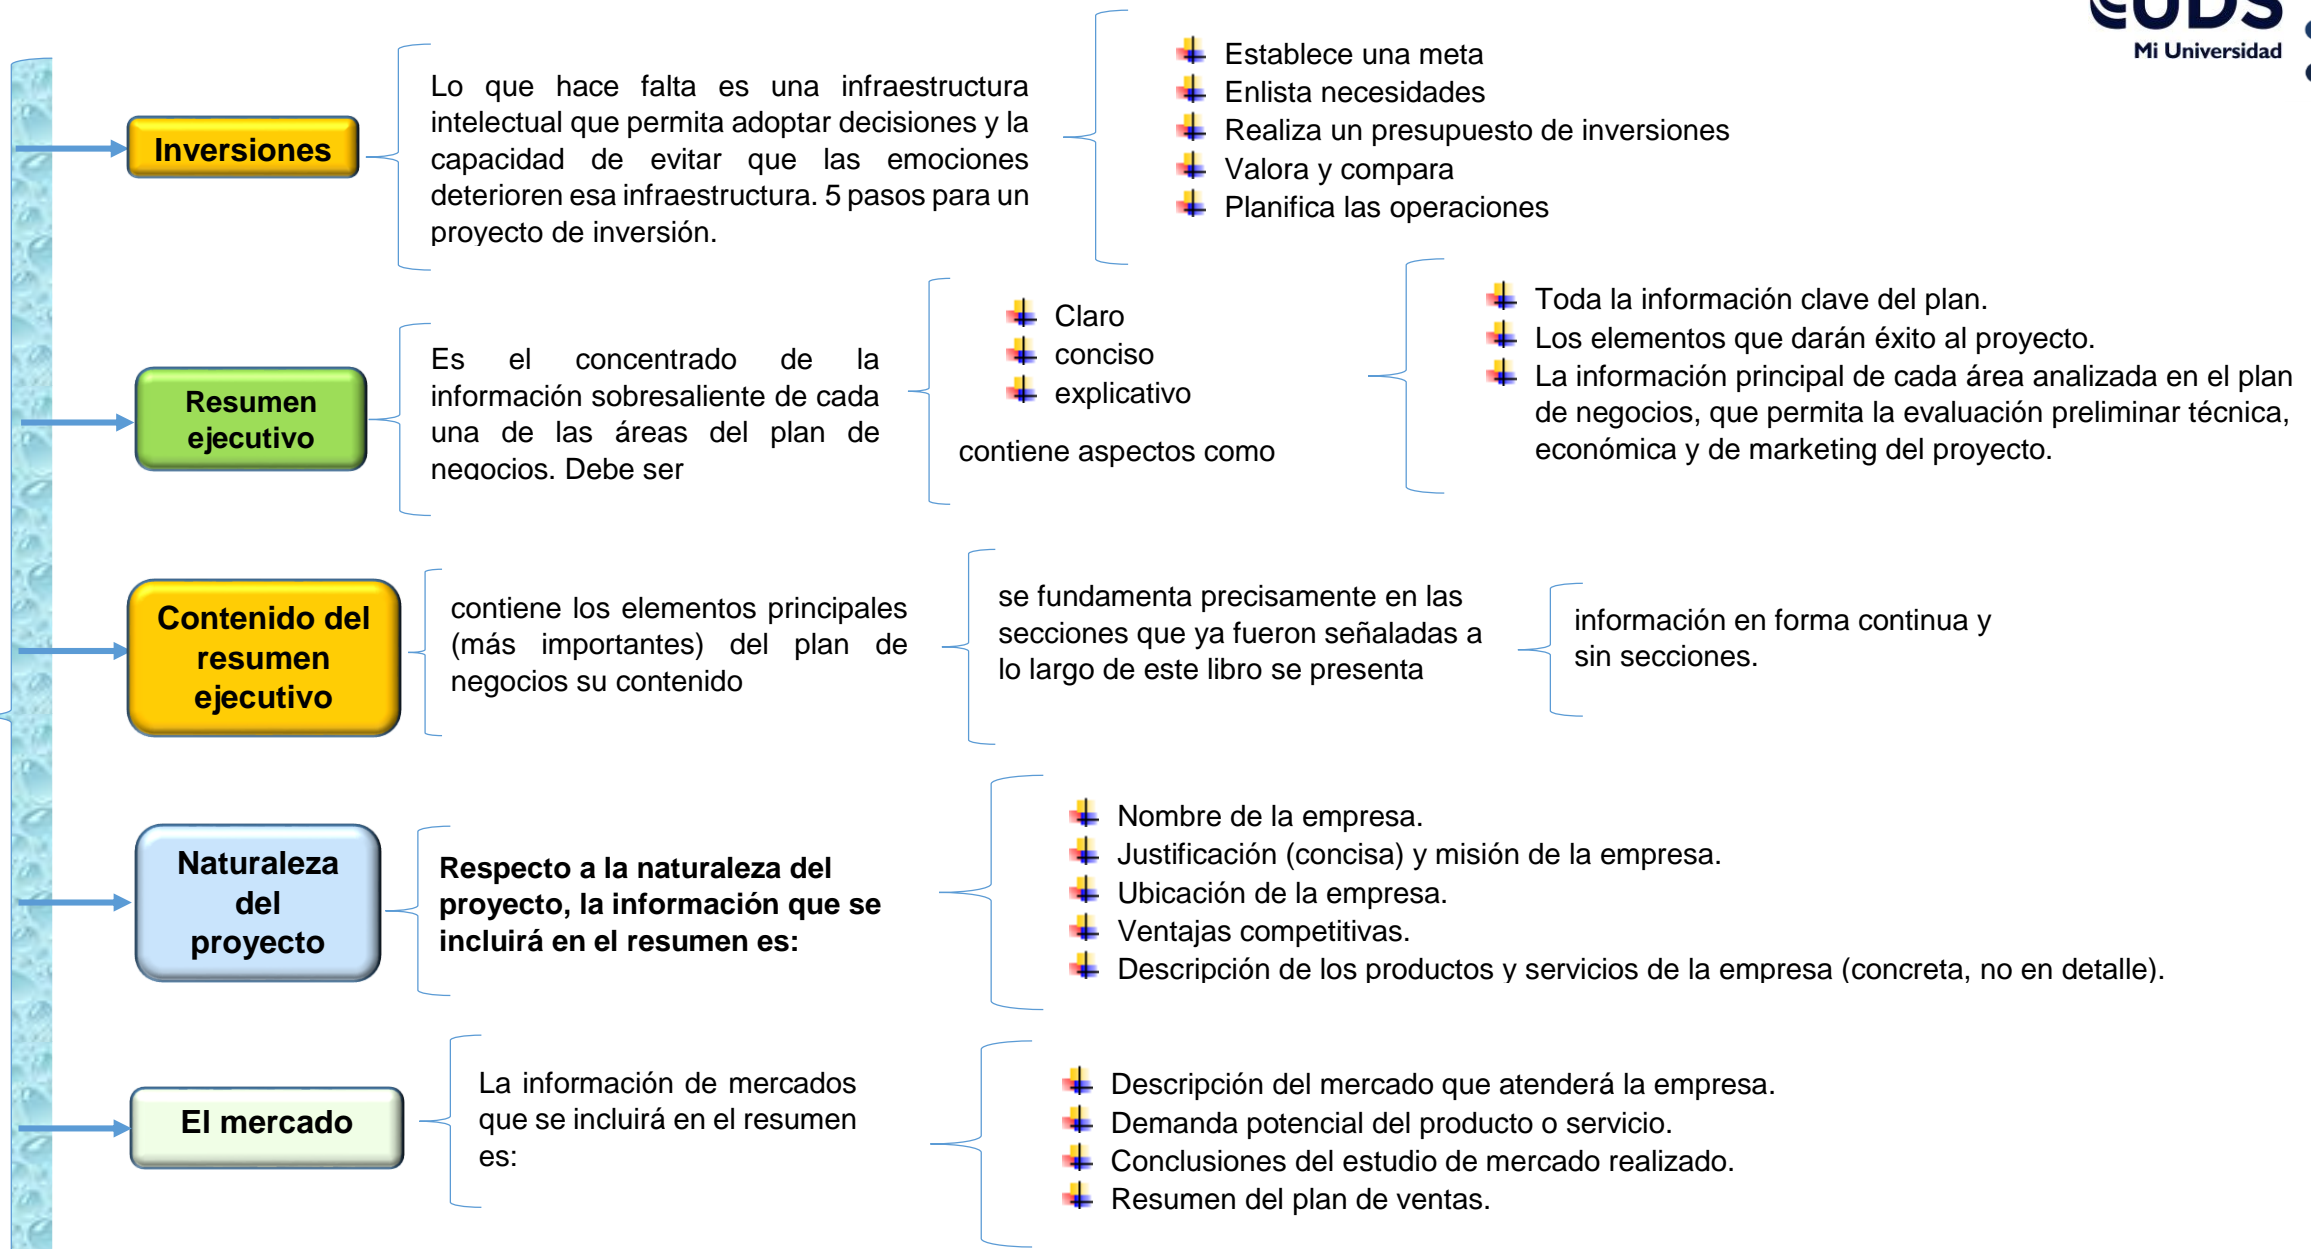 UDS
Mi Universidad
Inversiones
Lo que hace falta es una infraestructura
intelectual que permita adoptar decisiones y la
capacidad de evitar que las emociones
deterioren esa infraestructura. 5 pasos para un
proyecto de inversión.
Establece una meta
Enlista necesidades
Realiza un presupuesto de inversiones
Valora y compara
Planifica las operaciones
Resumen
ejecutivo
Es el concentrado de la
información sobresaliente de cada
una de las áreas del plan de
negocios. Debe ser
Claro
conciso
explicativo
contiene aspectos como
Toda la información clave del plan.
Los elementos que darán éxito al proyecto.
La información principal de cada área analizada en el plan
de negocios, que permita la evaluación preliminar técnica,
económica y de marketing del proyecto.
Contenido del
resumen
ejecutivo
contiene los elementos principales
(más importantes) del plan de
negocios su contenido
se fundamenta precisamente en las
secciones que ya fueron señaladas a
lo largo de este libro se presenta
información en forma continua y
sin secciones.
Naturaleza
del
proyecto
Respecto a la naturaleza del
proyecto, la información que se
incluirá en el resumen es:
Nombre de la empresa.
Justificación (concisa) y misión de la empresa.
Ubicación de la empresa.
Ventajas competitivas.
Descripción de los productos y servicios de la empresa (concreta, no en detalle).
El mercado
La información de mercados
que se incluirá en el resumen
es:
Descripción del mercado que atenderá la empresa.
Demanda potencial del producto o servicio.
Conclusiones del estudio de mercado realizado.
Resumen del plan de ventas.